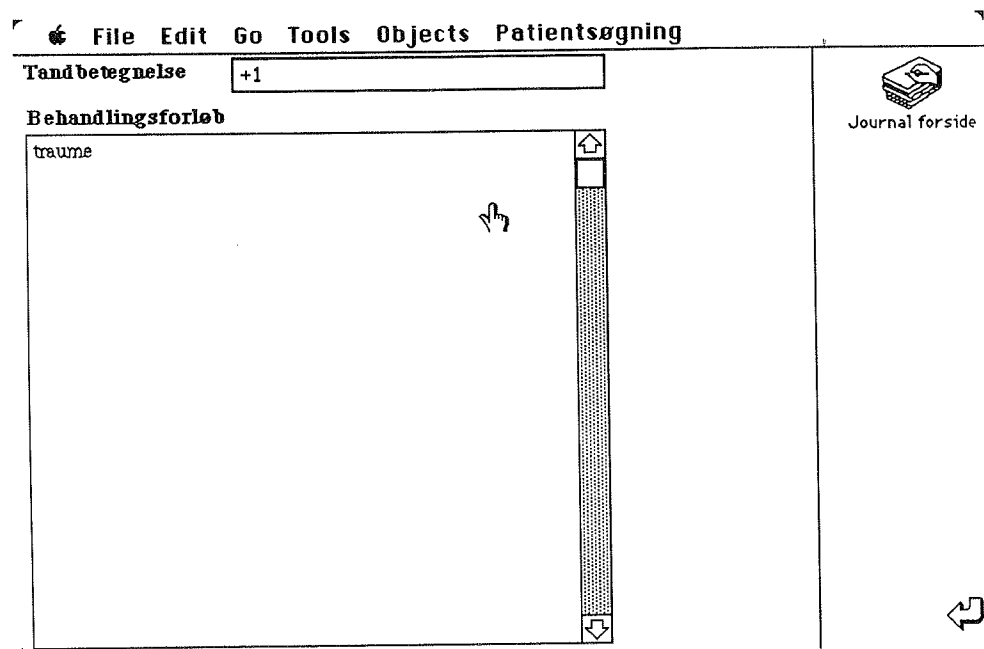 File Edit Go Tools Objects Patientsøgning
Tandbetegnelse +1
Journal forside
Behandlingsforløb
traume